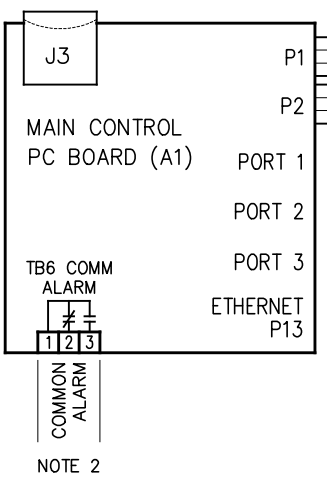 J3
P1
P2
MAIN CONTROL
PC BOARD (A1)
PORT 1
PORT 2
PORT 3
TB6 COMM
ALARM
ETHERNET
P13
1 2 3
COMMON
ALARM
NOTE 2